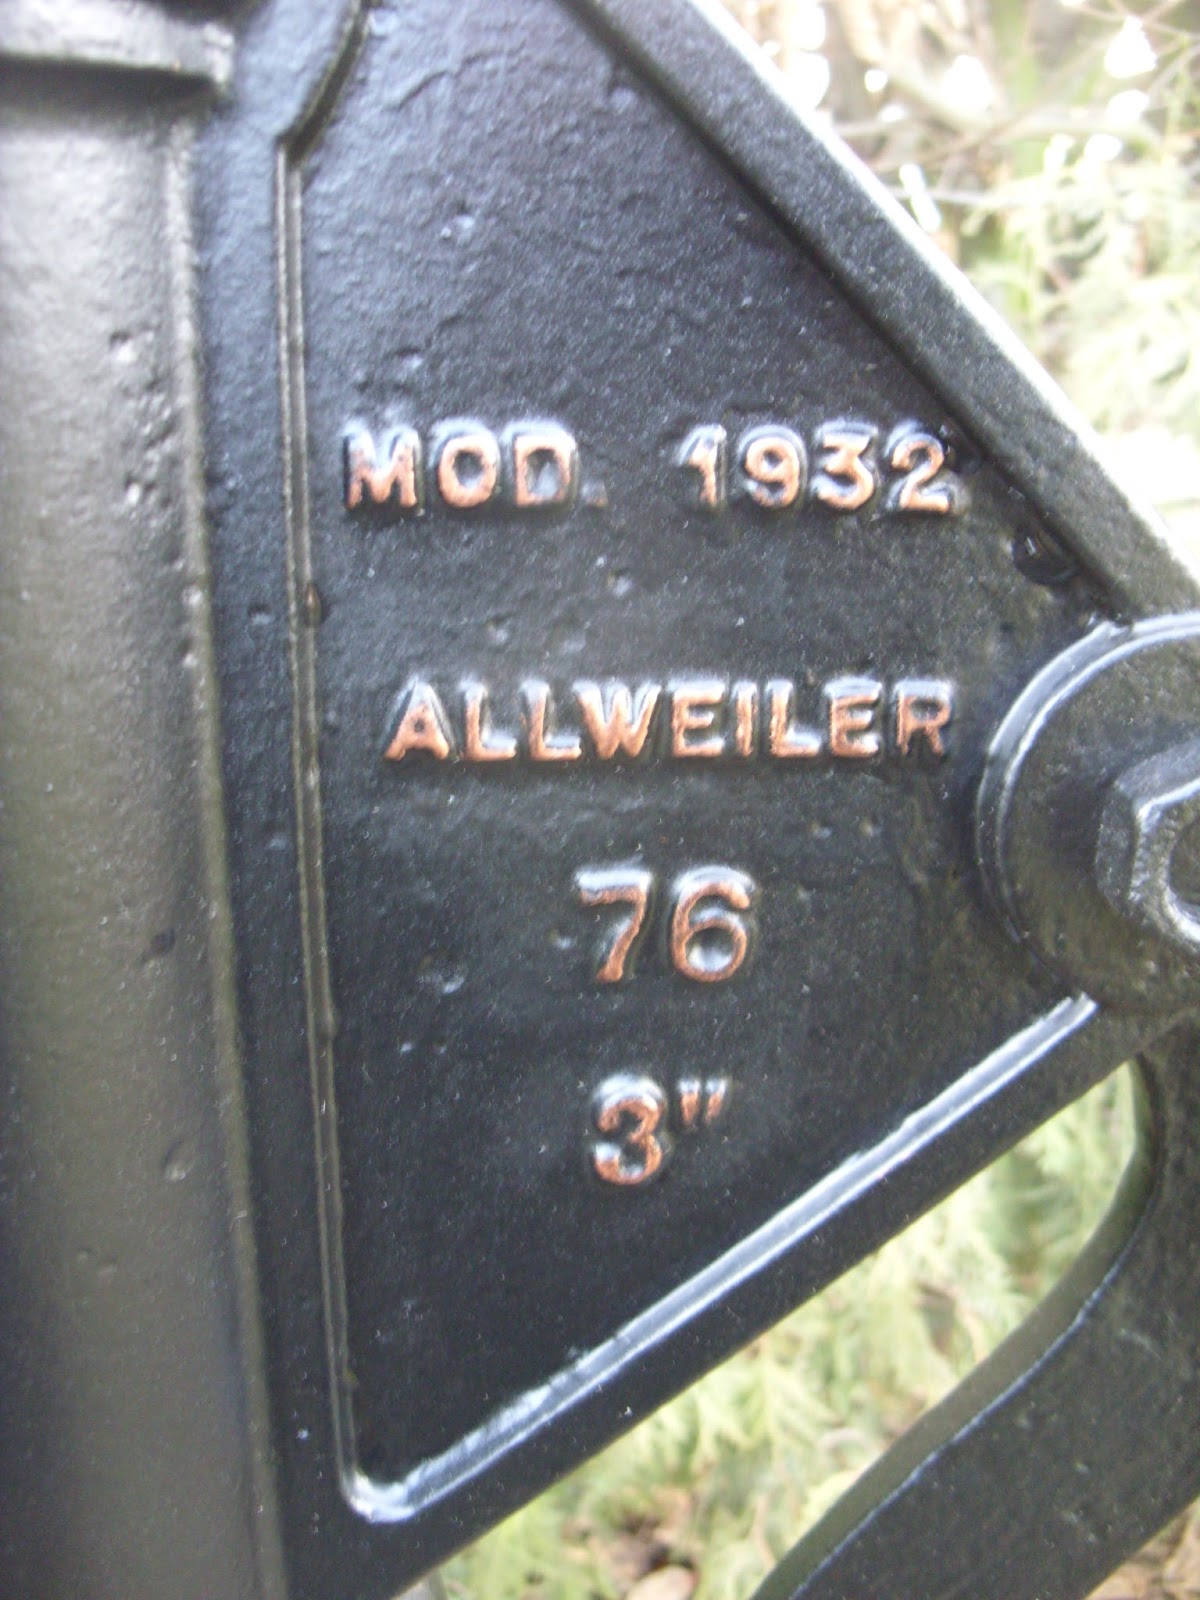 MOD. 1932
ALLWEILER
76
3"